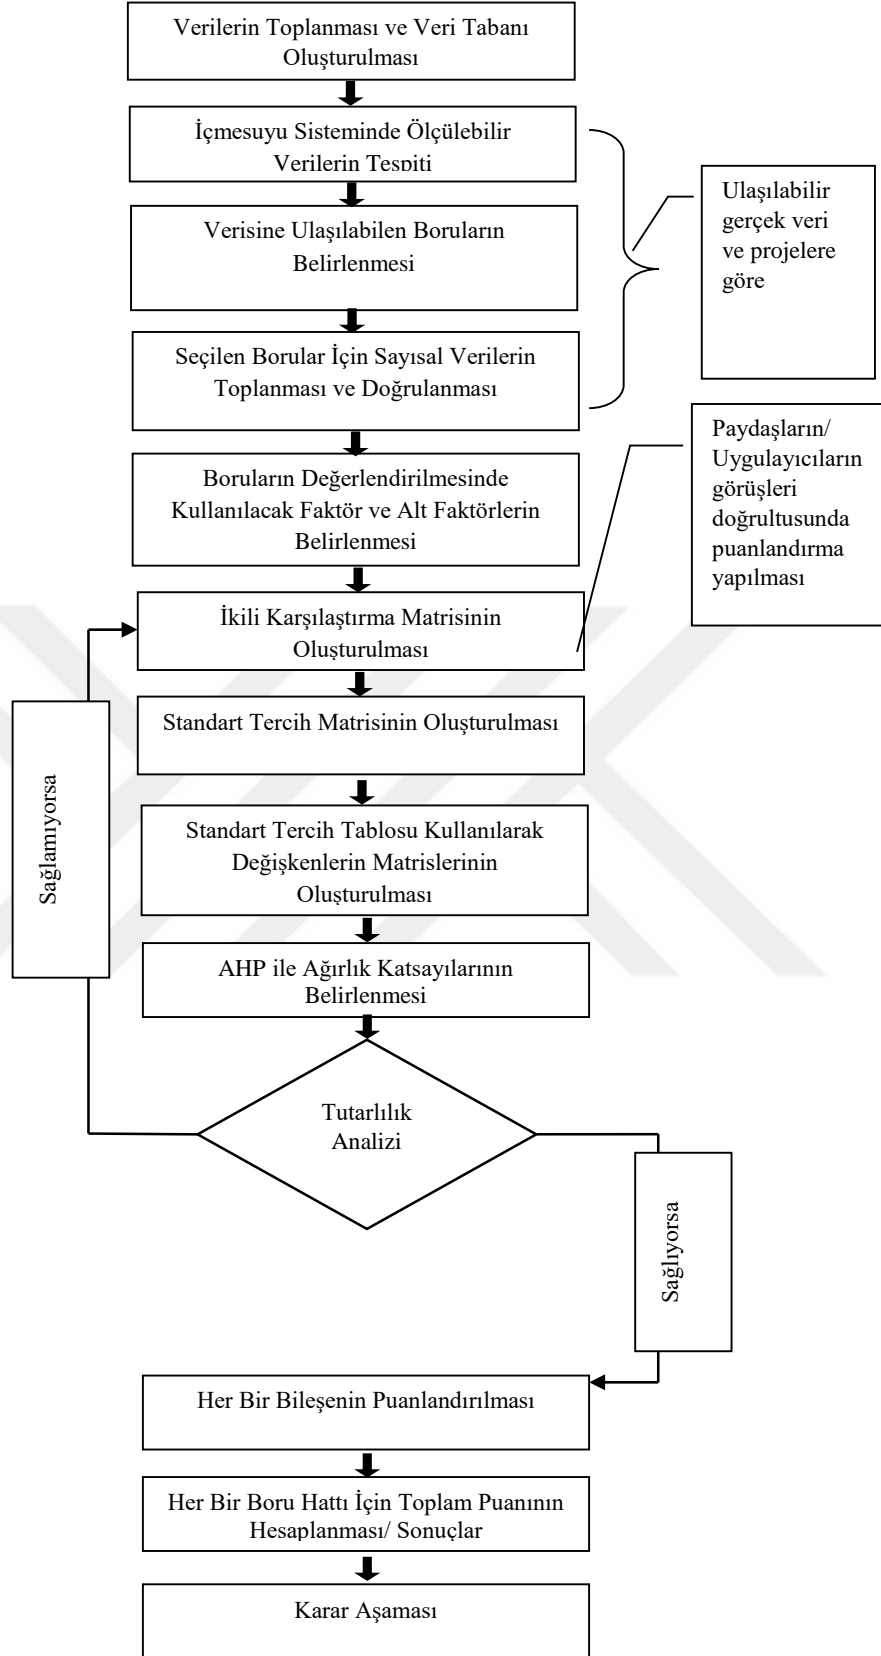 Verilerin Toplanması ve Veri Tabanı
Oluşturulması
İçmesuyu Sisteminde Ölçülebilir
Verilerin Tespiti
Verisine Ulaşılabilen Boruların
Belirlenmesi
Seçilen Borular İçin Sayısal Verilerin
Toplanması ve Doğrulanması
Ulaşılabilir
gerçek veri
ve projelere
göre
Boruların Değerlendirilmesinde
Kullanılacak Faktör ve Alt Faktörlerin
Belirlenmesi
Paydaşların/
Uygulayıcıların
görüşleri
doğrultusunda
puanlandırma
yapılması
İkili Karşılaştırma Matrisinin
Oluşturulması
Standart Tercih Matrisinin Oluşturulması
Standart Tercih Tablosu Kullanılarak
Değişkenlerin Matrislerinin
Oluşturulması
AHP ile Ağırlık Katsayılarının
Belirlenmesi
Sağlamıyorsa
Tutarlılık
Analizi
Sağlıyorsa
Her Bir Bileşenin Puanlandırılması
Her Bir Boru Hattı İçin Toplam Puanının
Hesaplanması/ Sonuçlar
Karar Aşaması